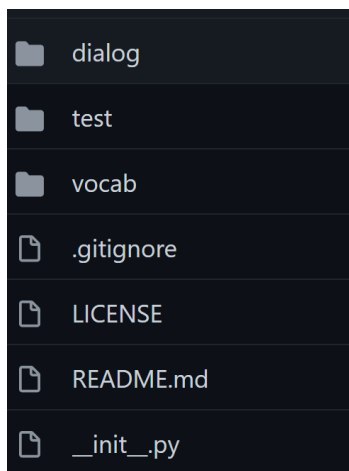 dialog
test
vocab
.gitignore
LICENSE
README.md
__init__.py